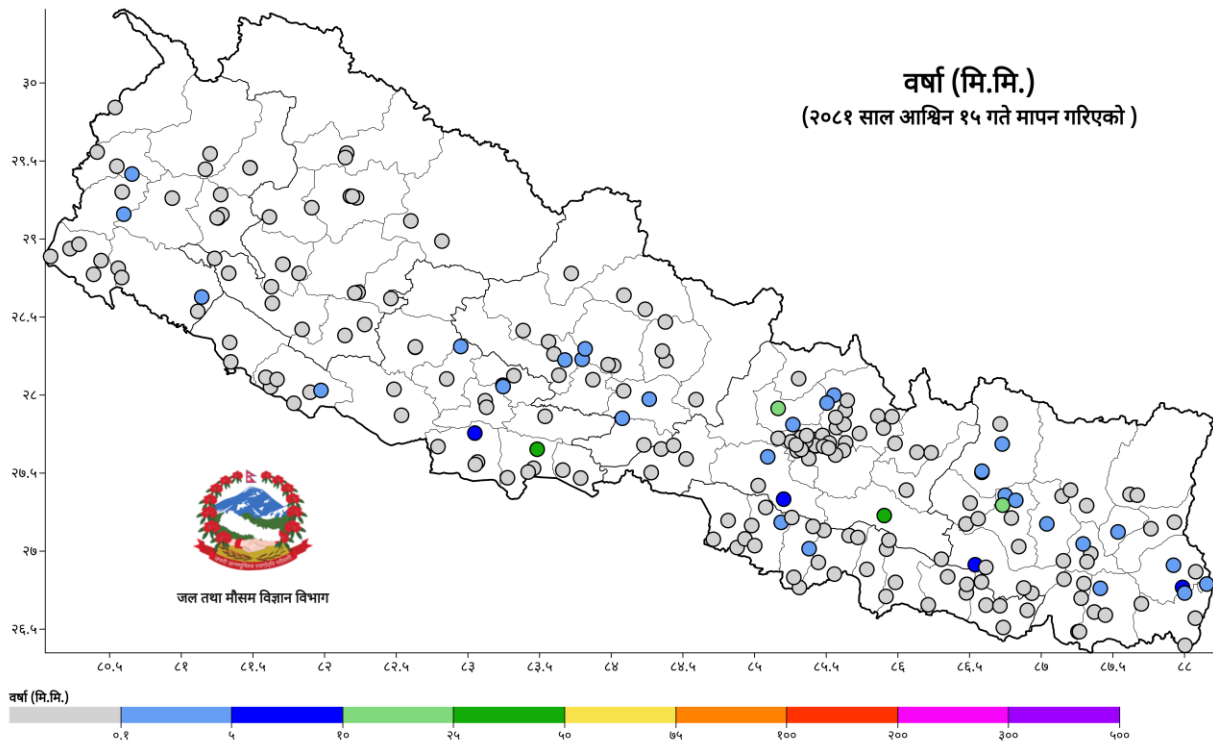 वर्षा (मि.मि.)
(२०८१ साल आश्विन १५ गते मापन गरिएको )
३०
२९.५
२९
२८.५
२८
२७.५
२७
२६.५
जल तथा मौसम विज्ञान विभाग
८०.५ ८१ ८१.५ ८२ ८२.५ ८३ ८३.५ ८४ ८४.५ ८५ ८५.५ ८६ ८६.५ ८७ ८७.५ ८८
वर्षा (मि.मि.)
०.१ ५ १० २५ ५० ७५ १०० २०० ३०० ५००